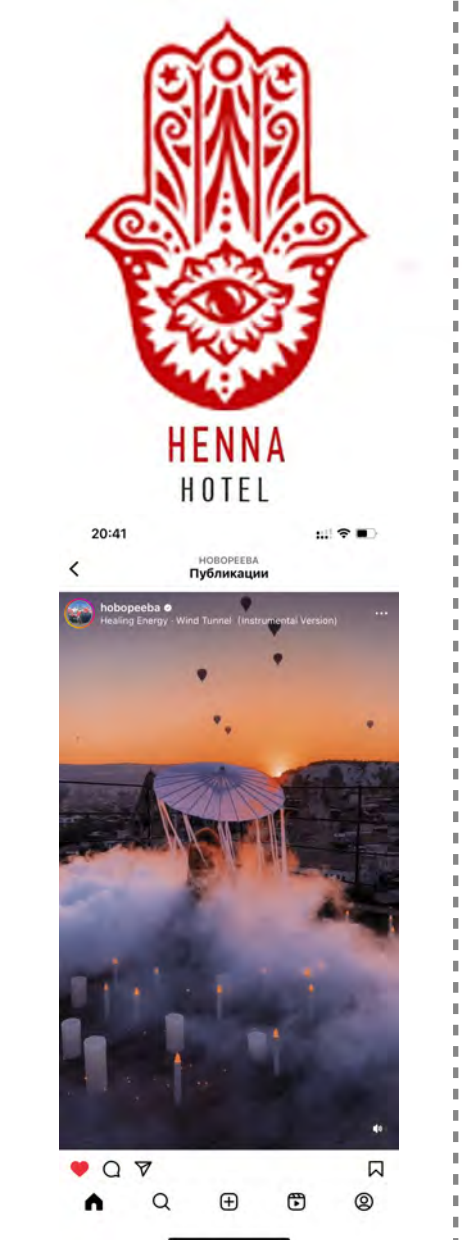 HENNA
HOTEL
20:41
HOBOPEEBA
Публикации
hobopeeba
Healing Energy · Wind Tunnel (Instrumental Version)